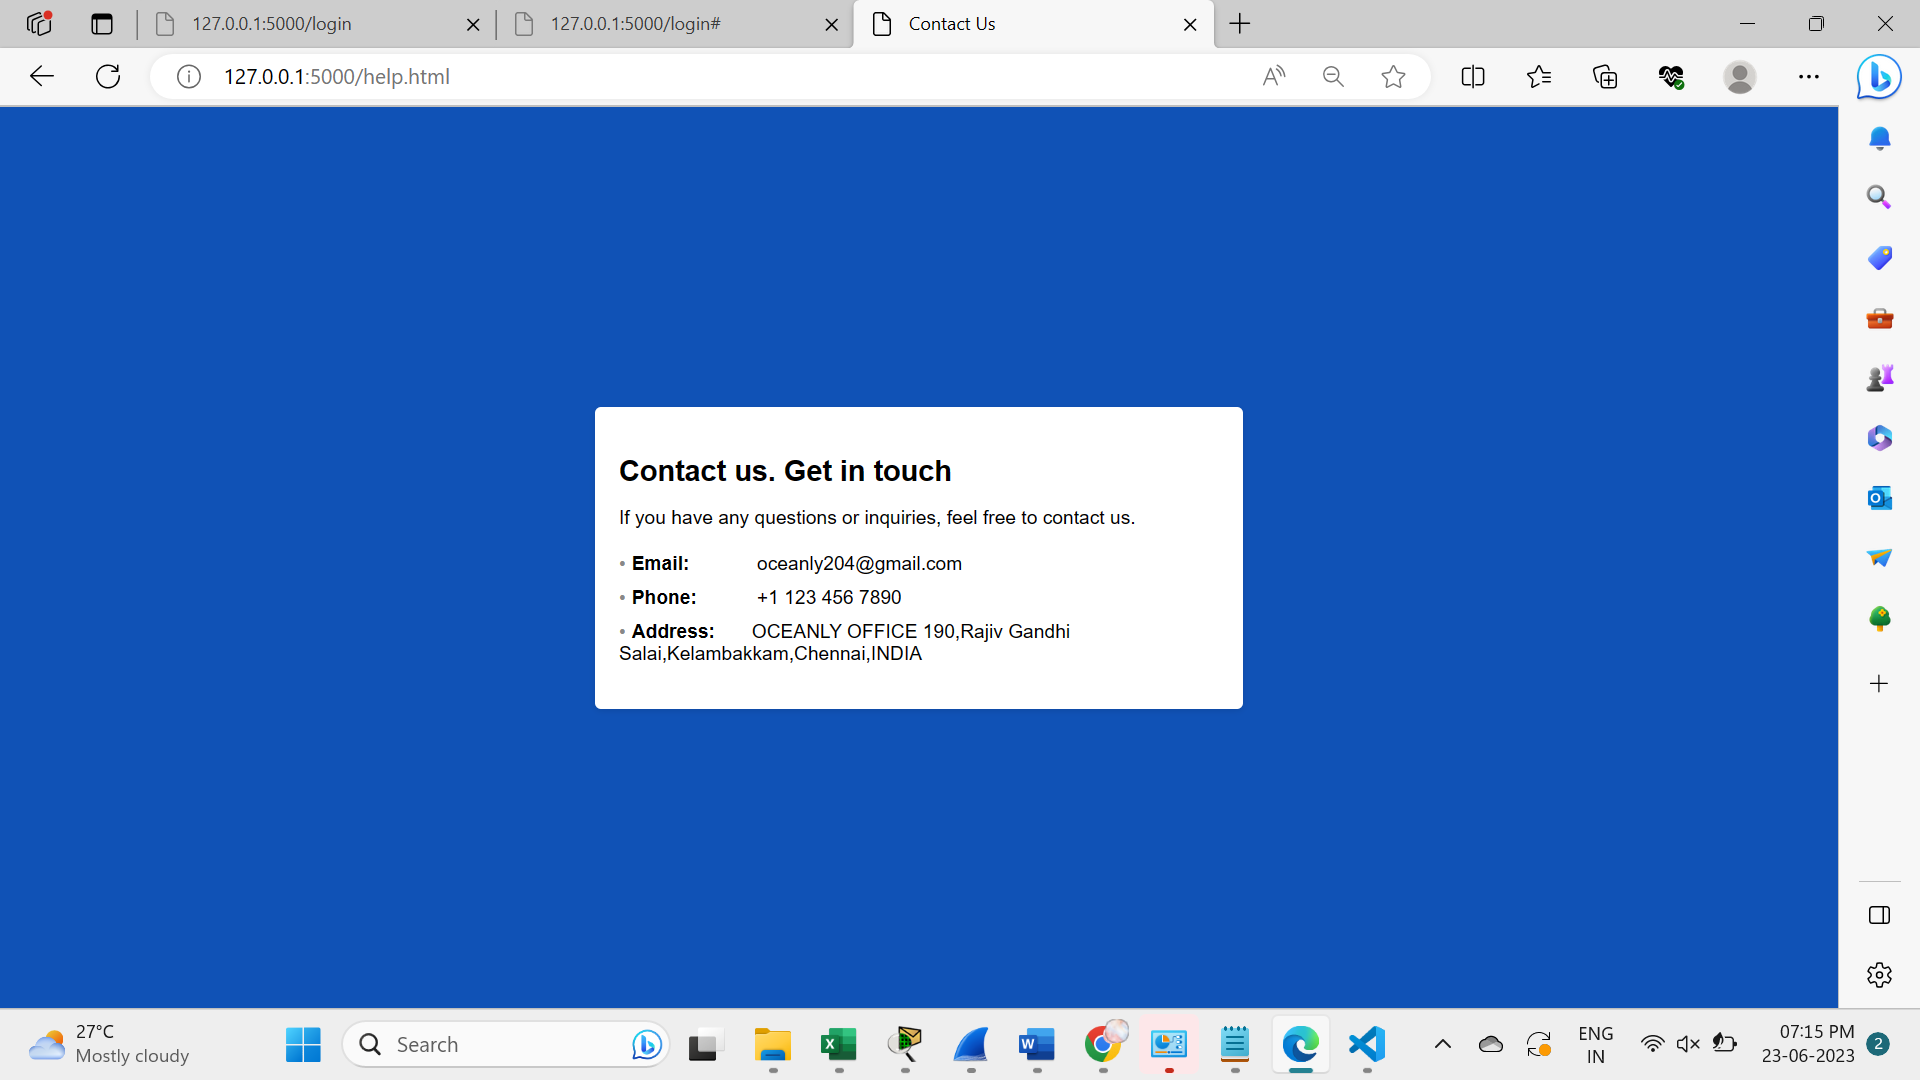 127.0.0.1:5000/login
127.0.0.1:5000/login#
Contact Us
127.0.0.1:5000/help.html
Contact us. Get in touch
If you have any questions or inquiries, feel free to contact us.
• Email: oceanly204@gmail.com
• Phone: +1 123 456 7890
• Address: OCEANLY OFFICE 190,Rajiv Gandhi
Salai,Kelambakkam,Chennai,INDIA
27°C
Mostly cloudy
Search
ENG
IN
07:15 PM
23-06-2023
2